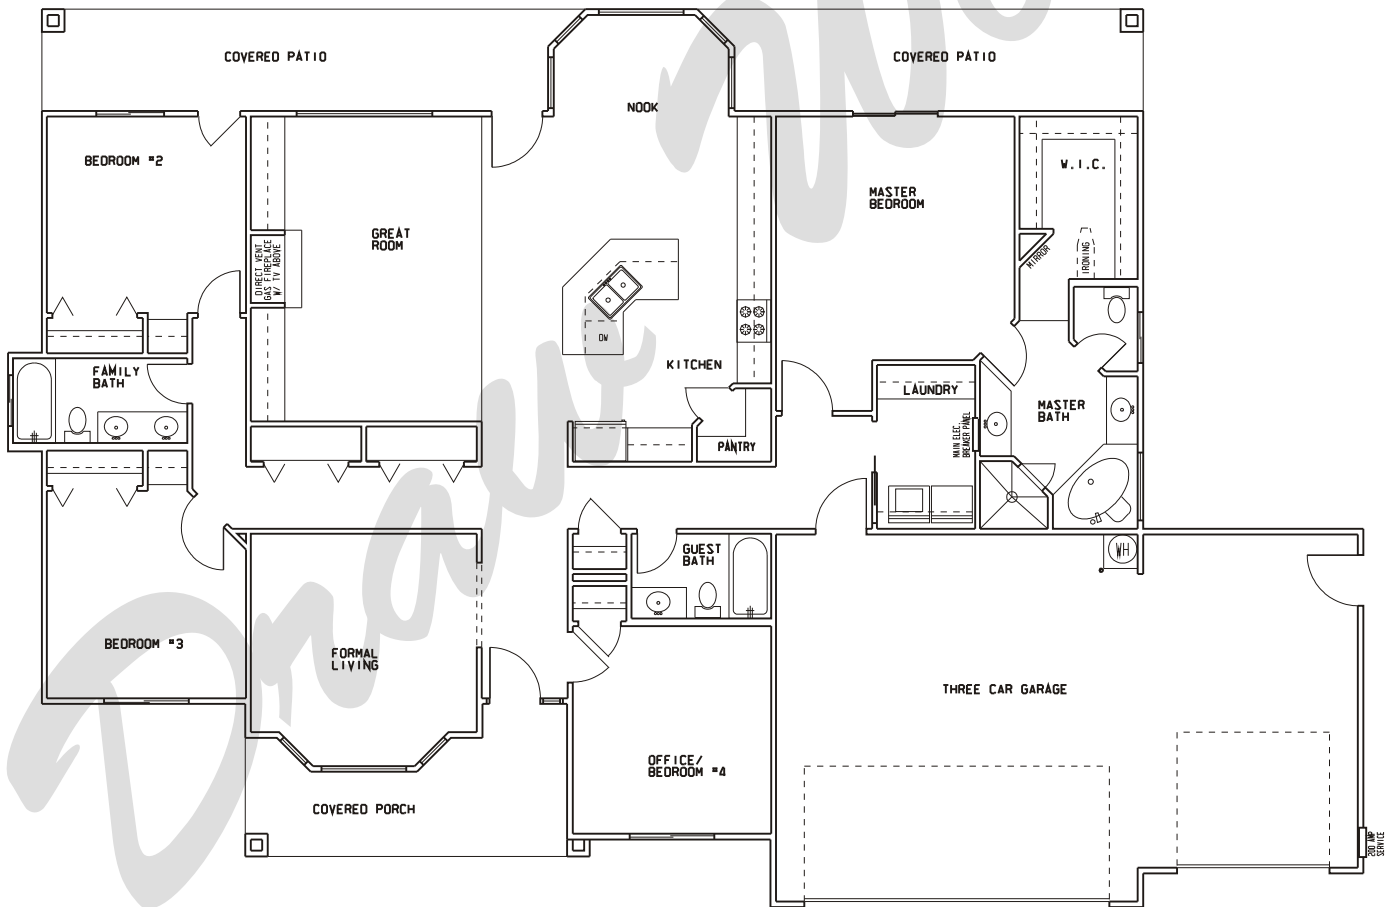 COVERED PATIO
COVERED PATIO
NOOK
BEDROOM #2
W.I.C.
MASTER
BEDROOM
GREAT
ROOM
DIRECT VENT
GAS FIREPLACE
W/ TV ABOVE
MIRROR
IRONING
DW
KITCHEN
FAMILY
BATH
LAUNDRY
MASTER
BATH
MAIN ELEC.
BREAKER PANEL
PANTRY
GUEST
BATH
WH
BEDROOM #3
FORMAL
LIVING
THREE CAR GARAGE
OFFICE/
BEDROOM #4
COVERED PORCH
200 AMP
SERVICE
Draw